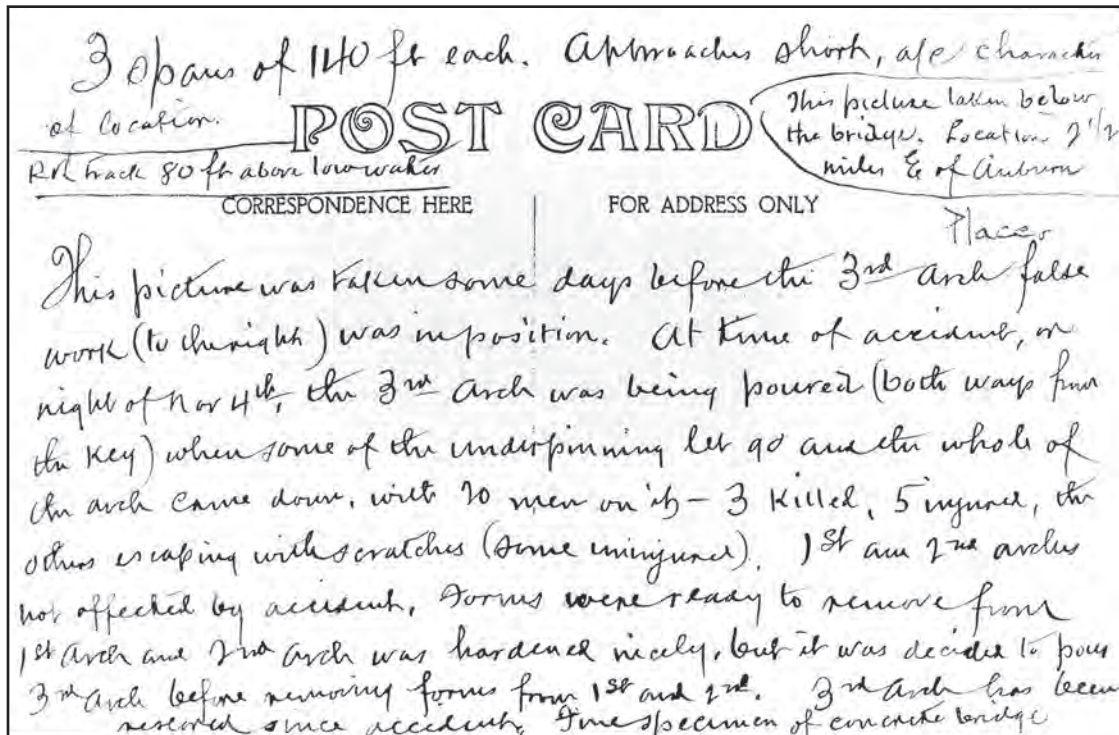 3 spans of 140 ft each. Approaches short, a/c character
of location.
RR track 80 ft above low water
POST CARD
This picture taken below
the bridge. Location 2 1/2
miles E of Auburn
Placer
CORRESPONDENCE HERE
FOR ADDRESS ONLY
This picture was taken some days before the 3rd arch false
work (to the right) was in position. At time of accident, on
night of Nov 4th, the 3rd arch was being poured (both ways from
the key) when some of the underpinning let go and the whole of
the arch came down, with 20 men on it – 3 killed, 5 injured, the
others escaping with scratches (some uninjured). 1st and 2nd arches
not affected by accident. Forms were ready to remove from
1st arch and 2nd arch was hardened nicely, but it was decided to pour
3rd arch before removing forms from 1st and 2nd. 3rd arch has been
restored since accident. Fine specimen of concrete bridge